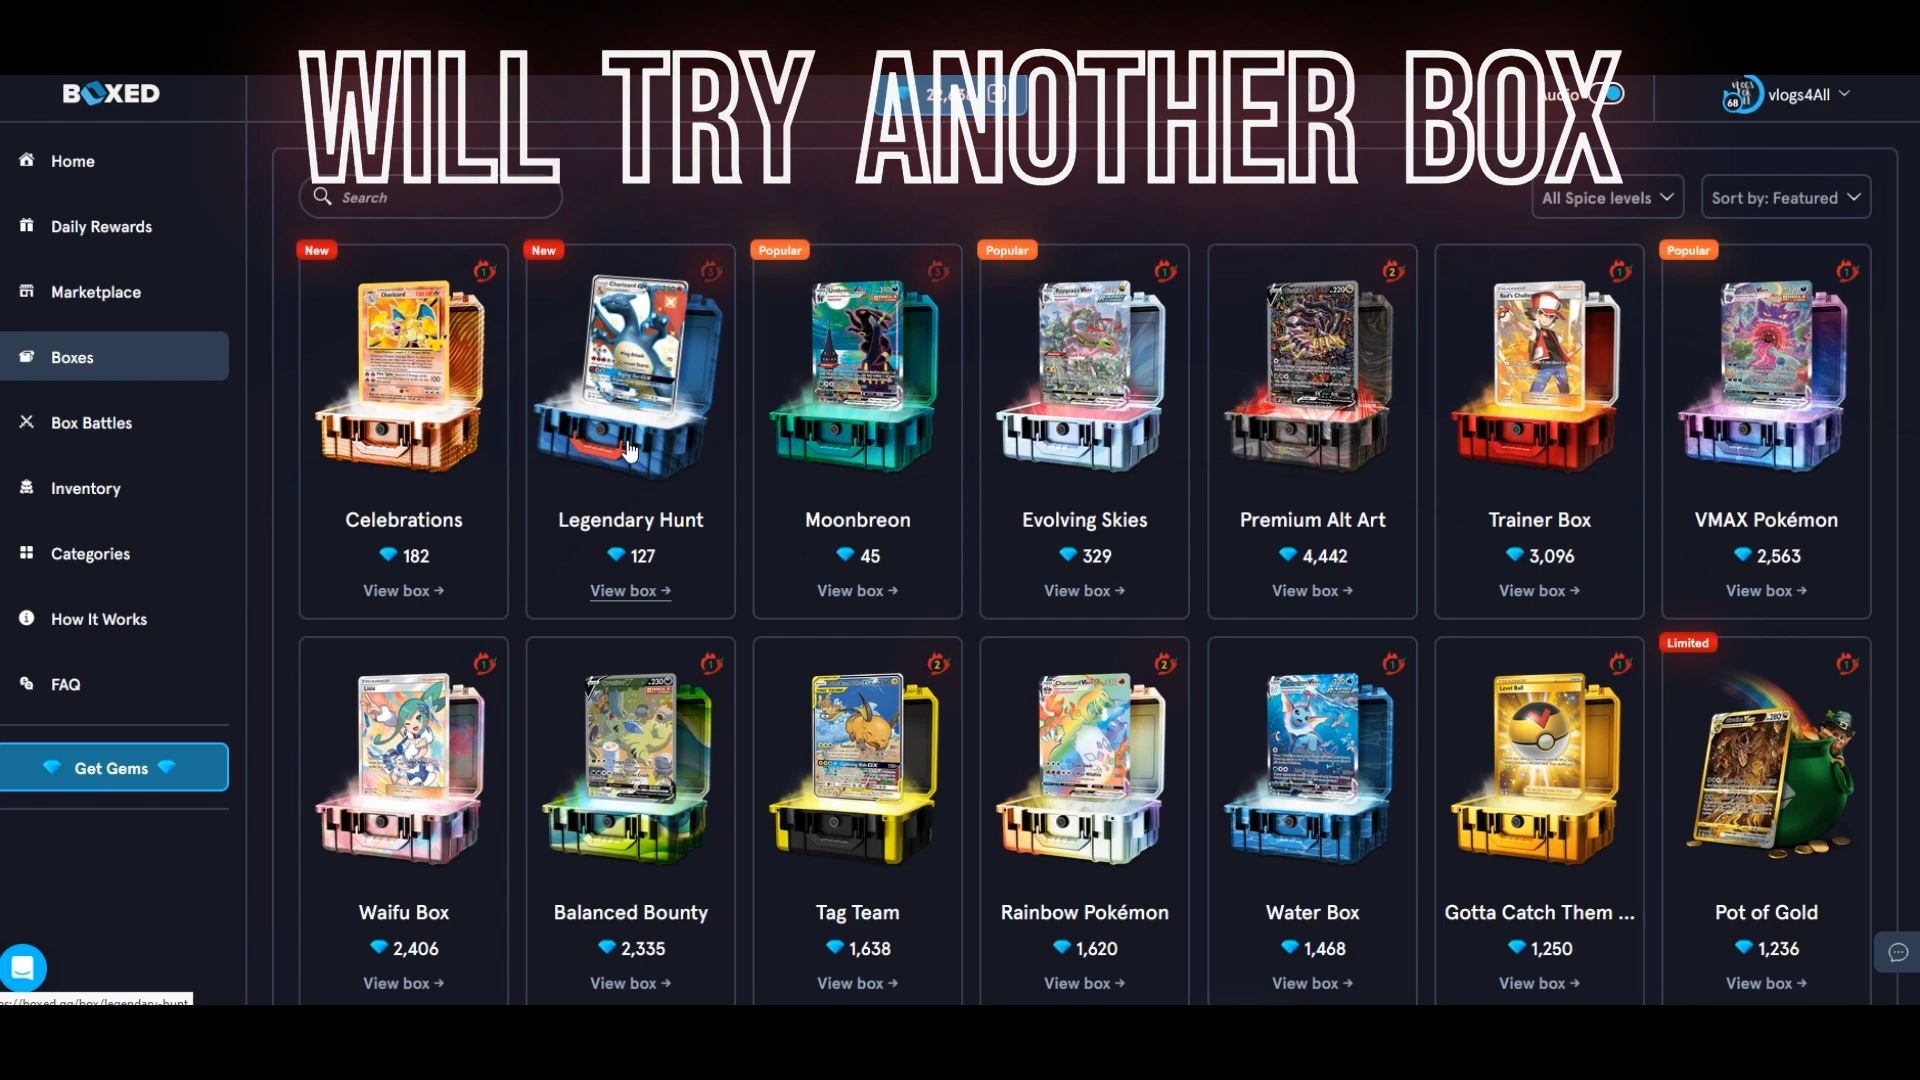 WILL TRY ANOTHER BOX
BOXED
Audio
68
vlogs4All
Home
Daily Rewards
Marketplace
Boxes
Box Battles
Inventory
Categories
How It Works
FAQ
Get Gems
Search
All Spice levels
Sort by: Featured
New
New
Popular
Popular
Popular
Celebrations
Legendary Hunt
Moonbreon
Evolving Skies
Premium Alt Art
Trainer Box
VMAX Pokémon
182
127
45
329
4,442
3,096
2,563
View box →
View box →
View box →
View box →
View box →
View box →
View box →
Limited
Waifu Box
Balanced Bounty
Tag Team
Rainbow Pokémon
Water Box
Gotta Catch Them ...
Pot of Gold
2,406
2,335
1,638
1,620
1,468
1,250
1,236
View box →
View box →
View box →
View box →
View box →
View box →
View box →